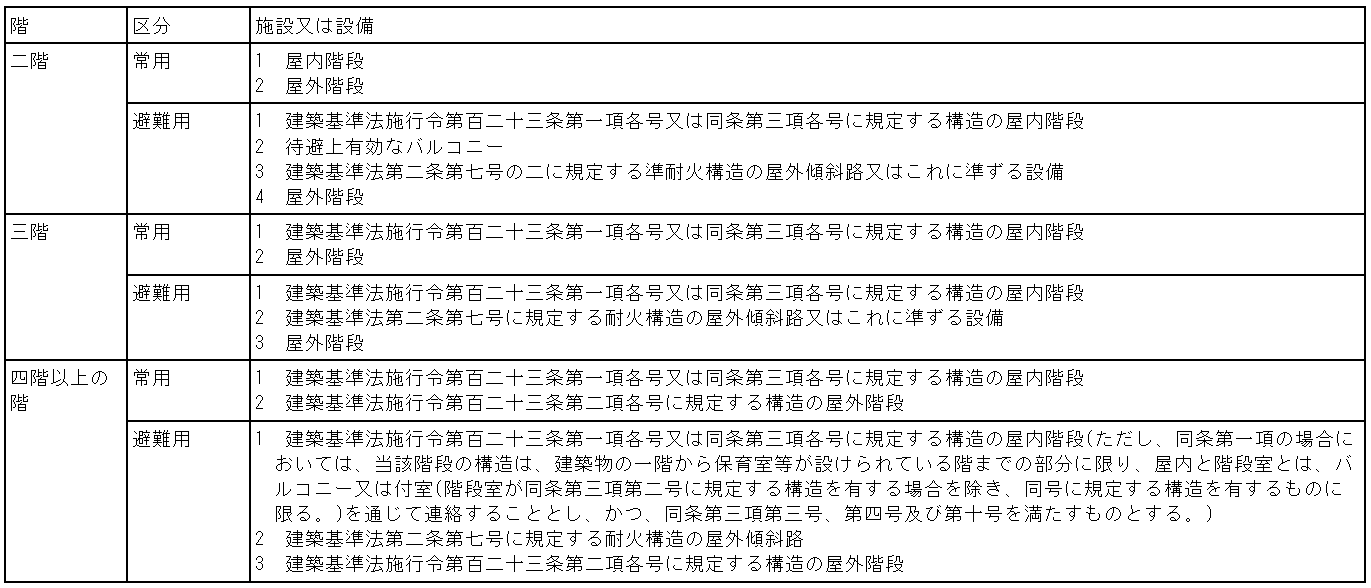 階 区分 施設又は設備
二階 常用 1 屋内階段
2 屋外階段
避難用 1 建築基準法施行令第百二十三条第一項各号又は同条第三項各号に規定する構造の屋内階段
2 待避上有効なバルコニー
3 建築基準法第二条第七号の二に規定する準耐火構造の屋外傾斜路又はこれに準ずる設備
4 屋外階段
三階 常用 1 建築基準法施行令第百二十三条第一項各号又は同条第三項各号に規定する構造の屋内階段
2 屋外階段
避難用 1 建築基準法施行令第百二十三条第一項各号又は同条第三項各号に規定する構造の屋内階段
2 建築基準法第二条第七号に規定する耐火構造の屋外傾斜路又はこれに準ずる設備
3 屋外階段
四階以上の 常用 1 建築基準法施行令第百二十三条第一項各号又は同条第三項各号に規定する構造の屋内階段
階 2 建築基準法施行令第百二十三条第二項各号に規定する構造の屋外階段
避難用 1 建築基準法施行令第百二十三条第一項各号又は同条第三項各号に規定する構造の屋内階段(ただし、同条第一項の場合に
おいては、当該階段の構造は、建築物の一階から保育室等が設けられている階までの部分に限り、屋内と階段室とは、バ
ルコニー又は付室(階段室が同条第三項第二号に規定する構造を有する場合を除き、同号に規定する構造を有するものに
限る。)を通じて連絡することとし、かつ、同条第三項第三号、第四号及び第十号を満たすものとする。)
2 建築基準法第二条第七号に規定する耐火構造の屋外傾斜路
3 建築基準法施行令第百二十三条第二項各号に規定する構造の屋外階段